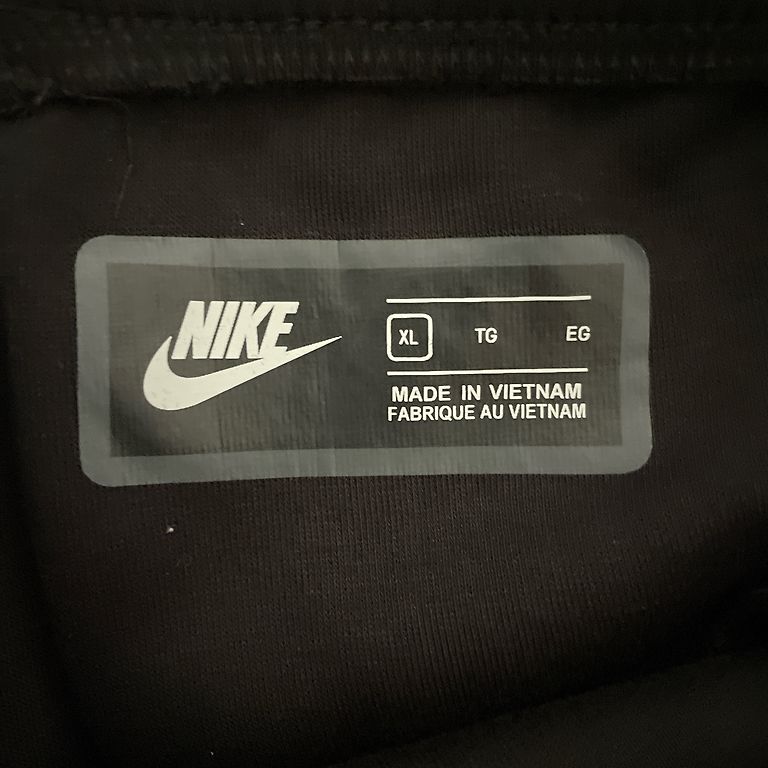 NIKE
XL TG EG
MADE IN VIETNAM
FABRIQUE AU VIETNAM